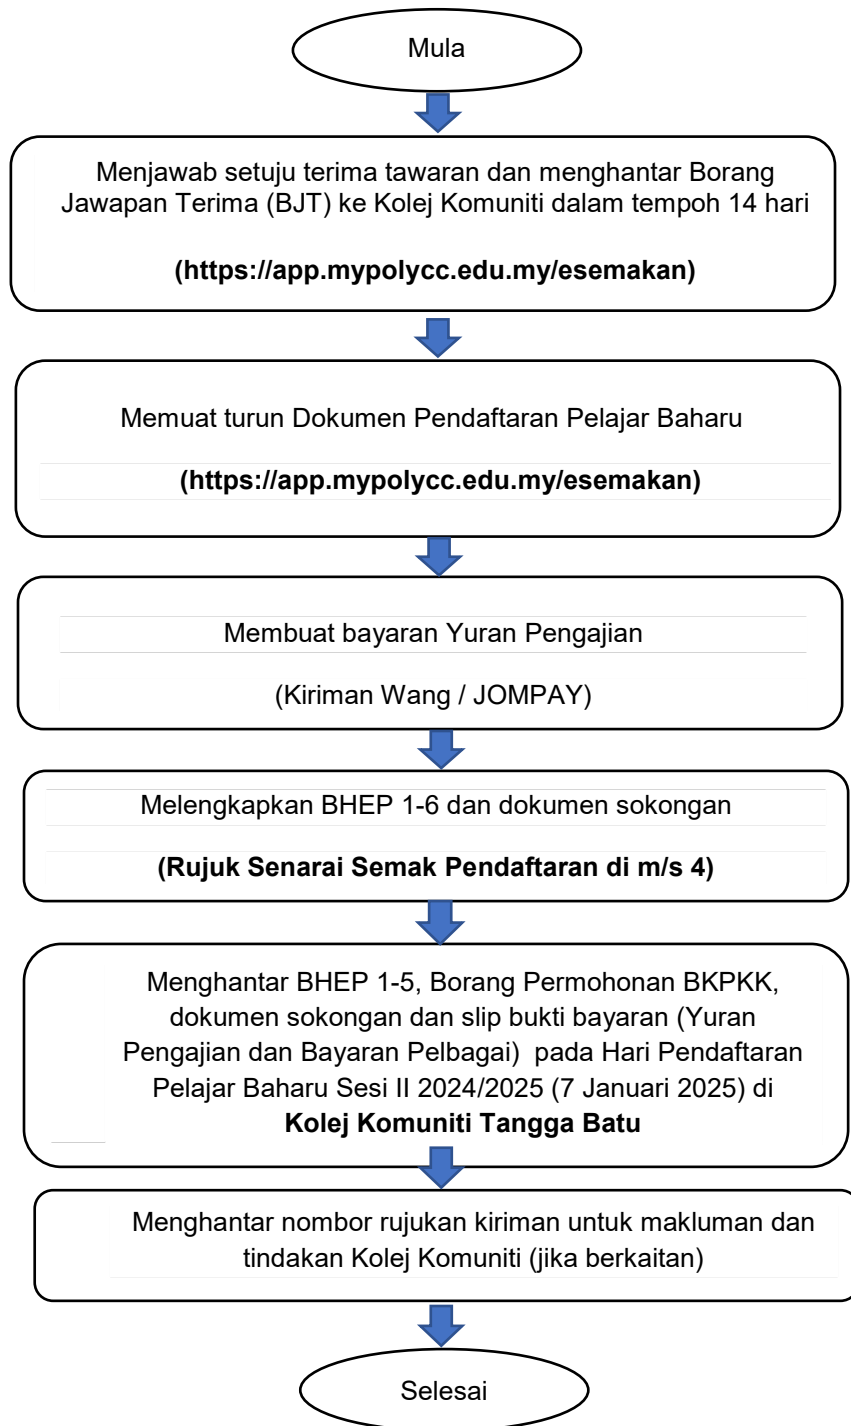 Mula
Menjawab setuju terima tawaran dan menghantar Borang
Jawapan Terima (BJT) ke Kolej Komuniti dalam tempoh 14 hari
(https://app.mypolycc.edu.my/esemakan)
Memuat turun Dokumen Pendaftaran Pelajar Baharu
(https://app.mypolycc.edu.my/esemakan)
Membuat bayaran Yuran Pengajian
(Kiriman Wang / JOMPAY)
Melengkapkan BHEP 1-6 dan dokumen sokongan
(Rujuk Senarai Semak Pendaftaran di m/s 4)
Menghantar BHEP 1-5, Borang Permohonan BKPKK,
dokumen sokongan dan slip bukti bayaran (Yuran
Pengajian dan Bayaran Pelbagai) pada Hari Pendaftaran
Pelajar Baharu Sesi II 2024/2025 (7 Januari 2025) di
Kolej Komuniti Tangga Batu
Menghantar nombor rujukan kiriman untuk makluman dan
tindakan Kolej Komuniti (jika berkaitan)
Selesai